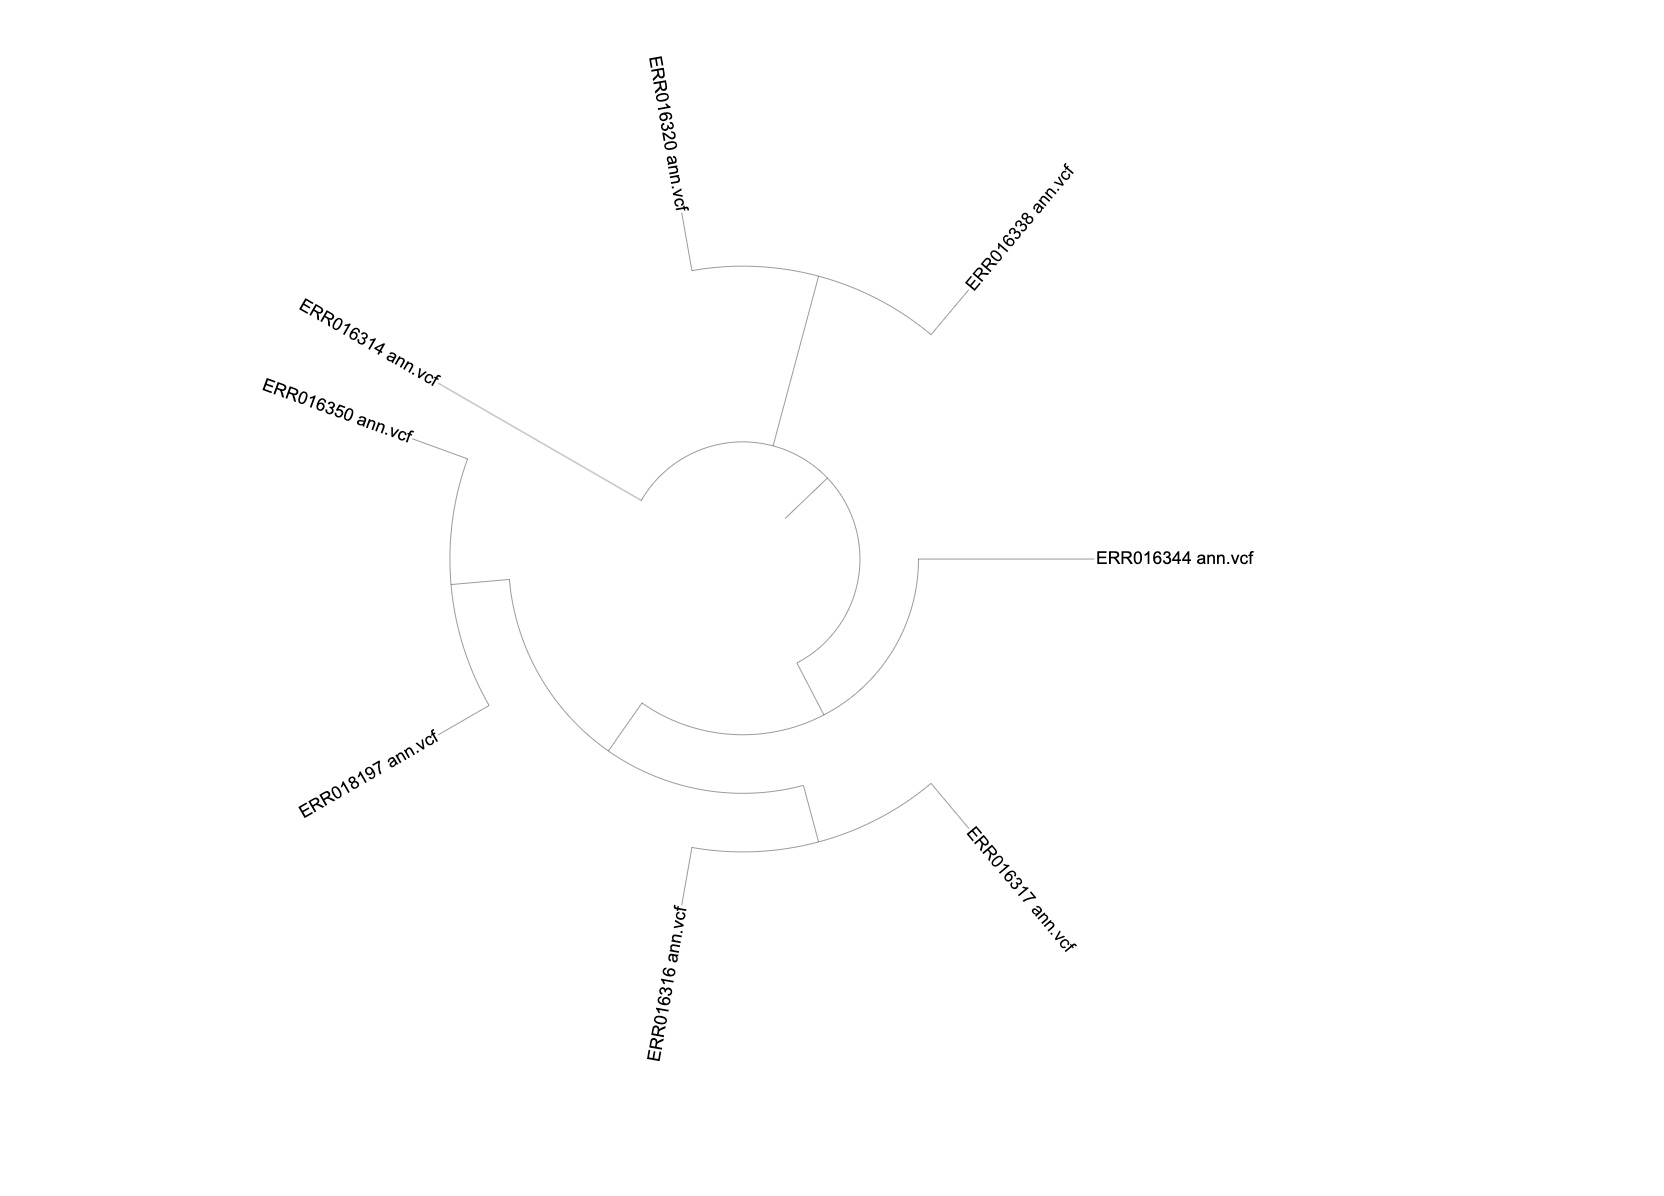 ERR016320 ann.vcf
ERR016338 ann.vcf
ERR016314 ann.vcf
ERR016350 ann.vcf
ERR016344 ann.vcf
ERR018197 ann.vcf
ERR016317 ann.vcf
ERR016316 ann.vcf